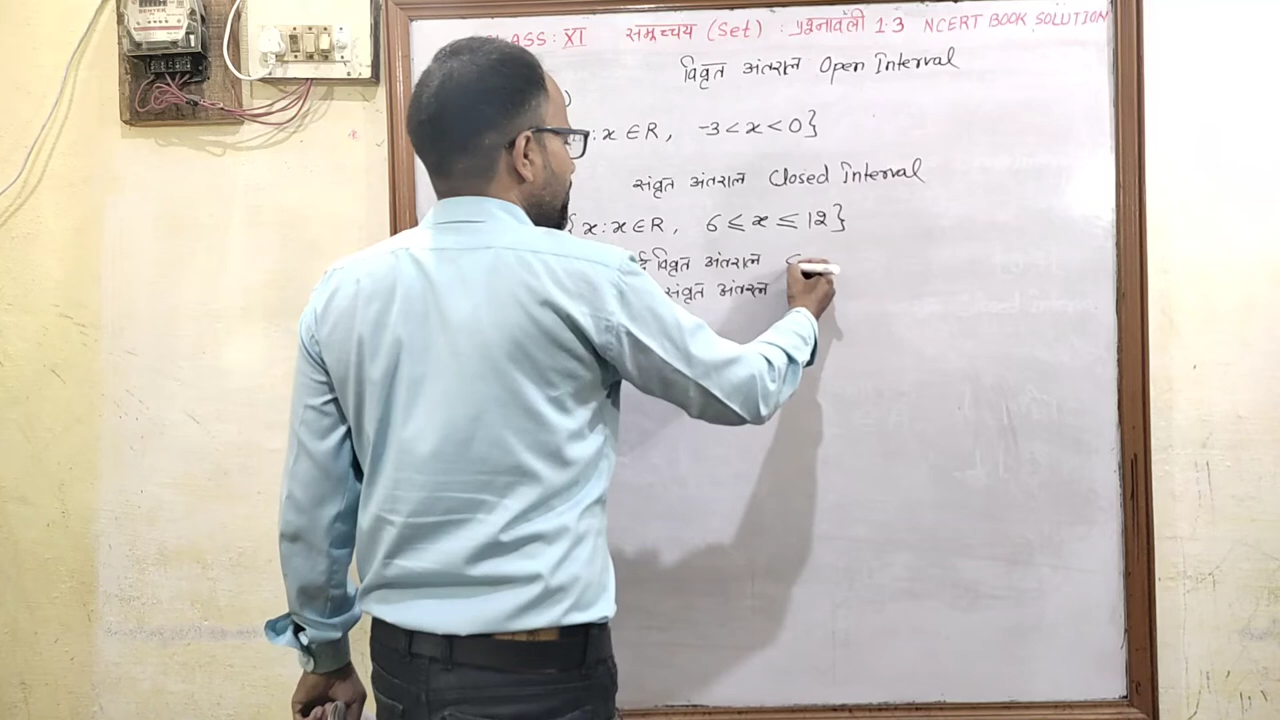 CLASS: XI समुच्चय (Set) : प्रश्नावली 1.3 NCERT BOOK SOLUTION
विवृत अंतराल Open Interval
)
: x ∈ R, -3 < x < 0}
संवृत अंतराल Closed Interval
{ x : x ∈ R, 6 ≤ x ≤ 12 }
र्द्ध विवृत अंतराल
संवृत अंतराल